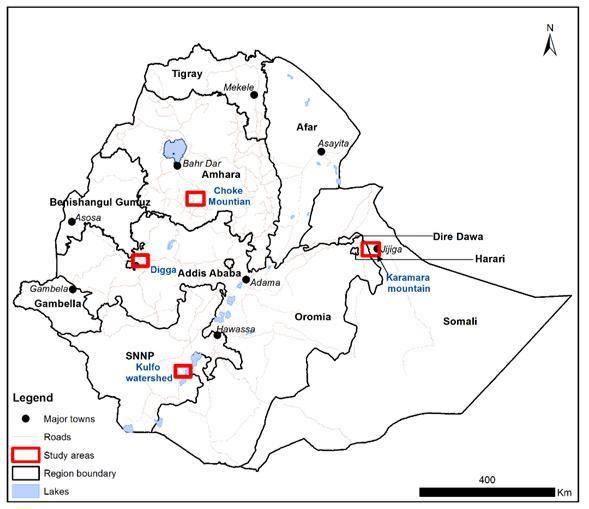 N
Tigray
Mekele
Afar
Asayita
Bahr Dar
Amhara
Choke
Mountian
Benishangul Gumuz
Asosa
Dire Dawa
Jijiga
Harari
Digga
Addis Ababa
Karamara
mountain
Adama
Gambela
Gambella
Oromia
Somali
Hawassa
SNNP
Kulfo
watershed
Legend
Major towns
Roads
Study areas
Region boundary
Lakes
400
Km